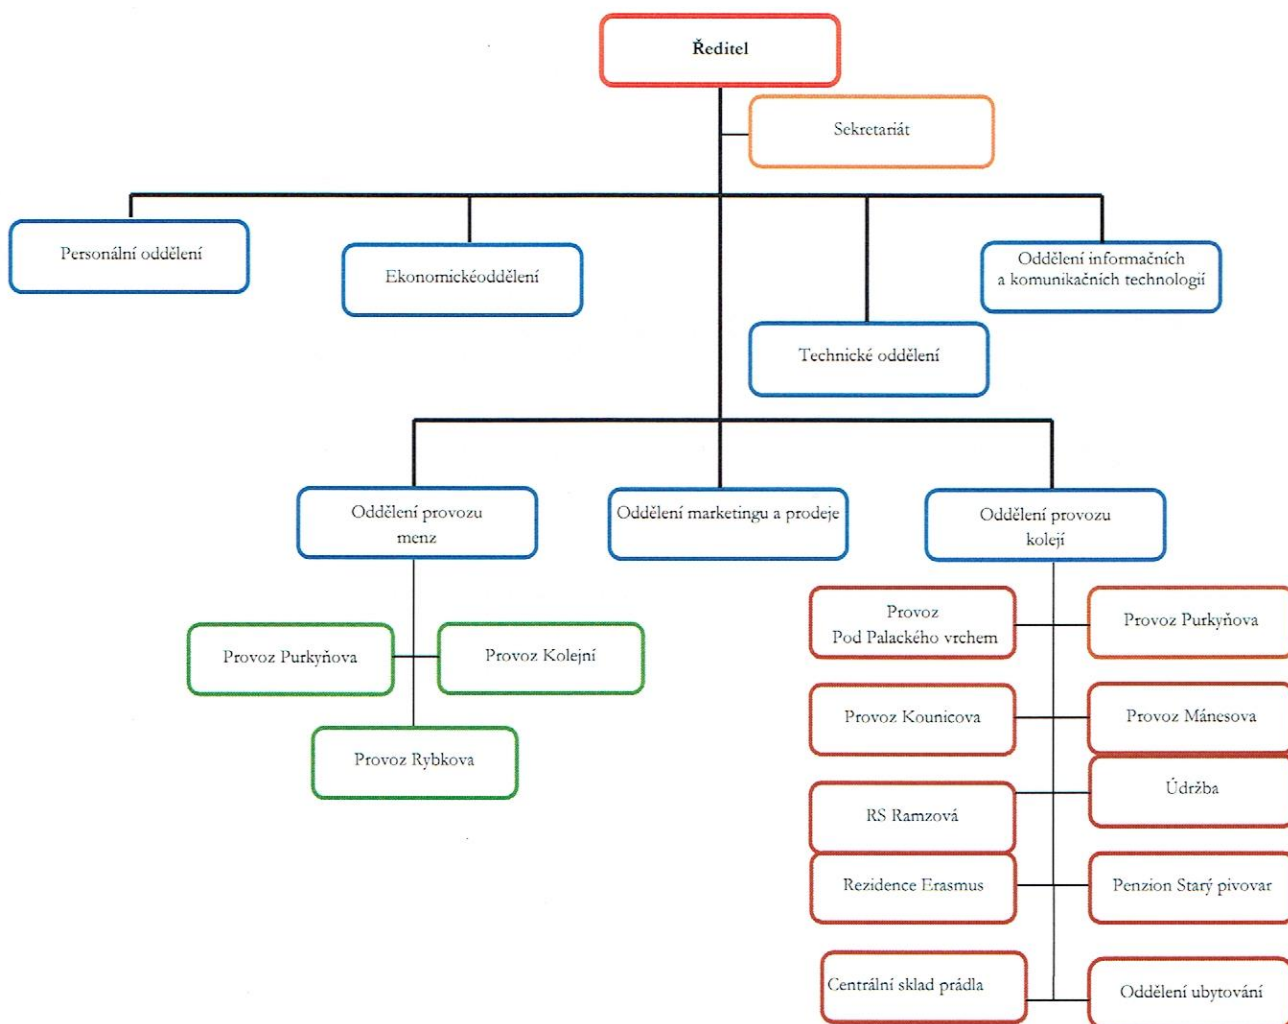 Ředitel
Sekretariát
Personální oddělení
Ekonomickéoddělení
Oddělení informačních
a komunikačních technologií
Technické oddělení
Oddělení provozu
menz
Oddělení marketingu a prodeje
Oddělení provozu
kolejí
Provoz Purkyňova
Provoz Kolejní
Provoz Rybkova
Provoz
Pod Palackého vrchem
Provoz Purkyňova
Provoz Kounicova
Provoz Mánesova
RS Ramzová
Údržba
Rezidence Erasmus
Penzion Starý pivovar
Centrální sklad prádla
Oddělení ubytování